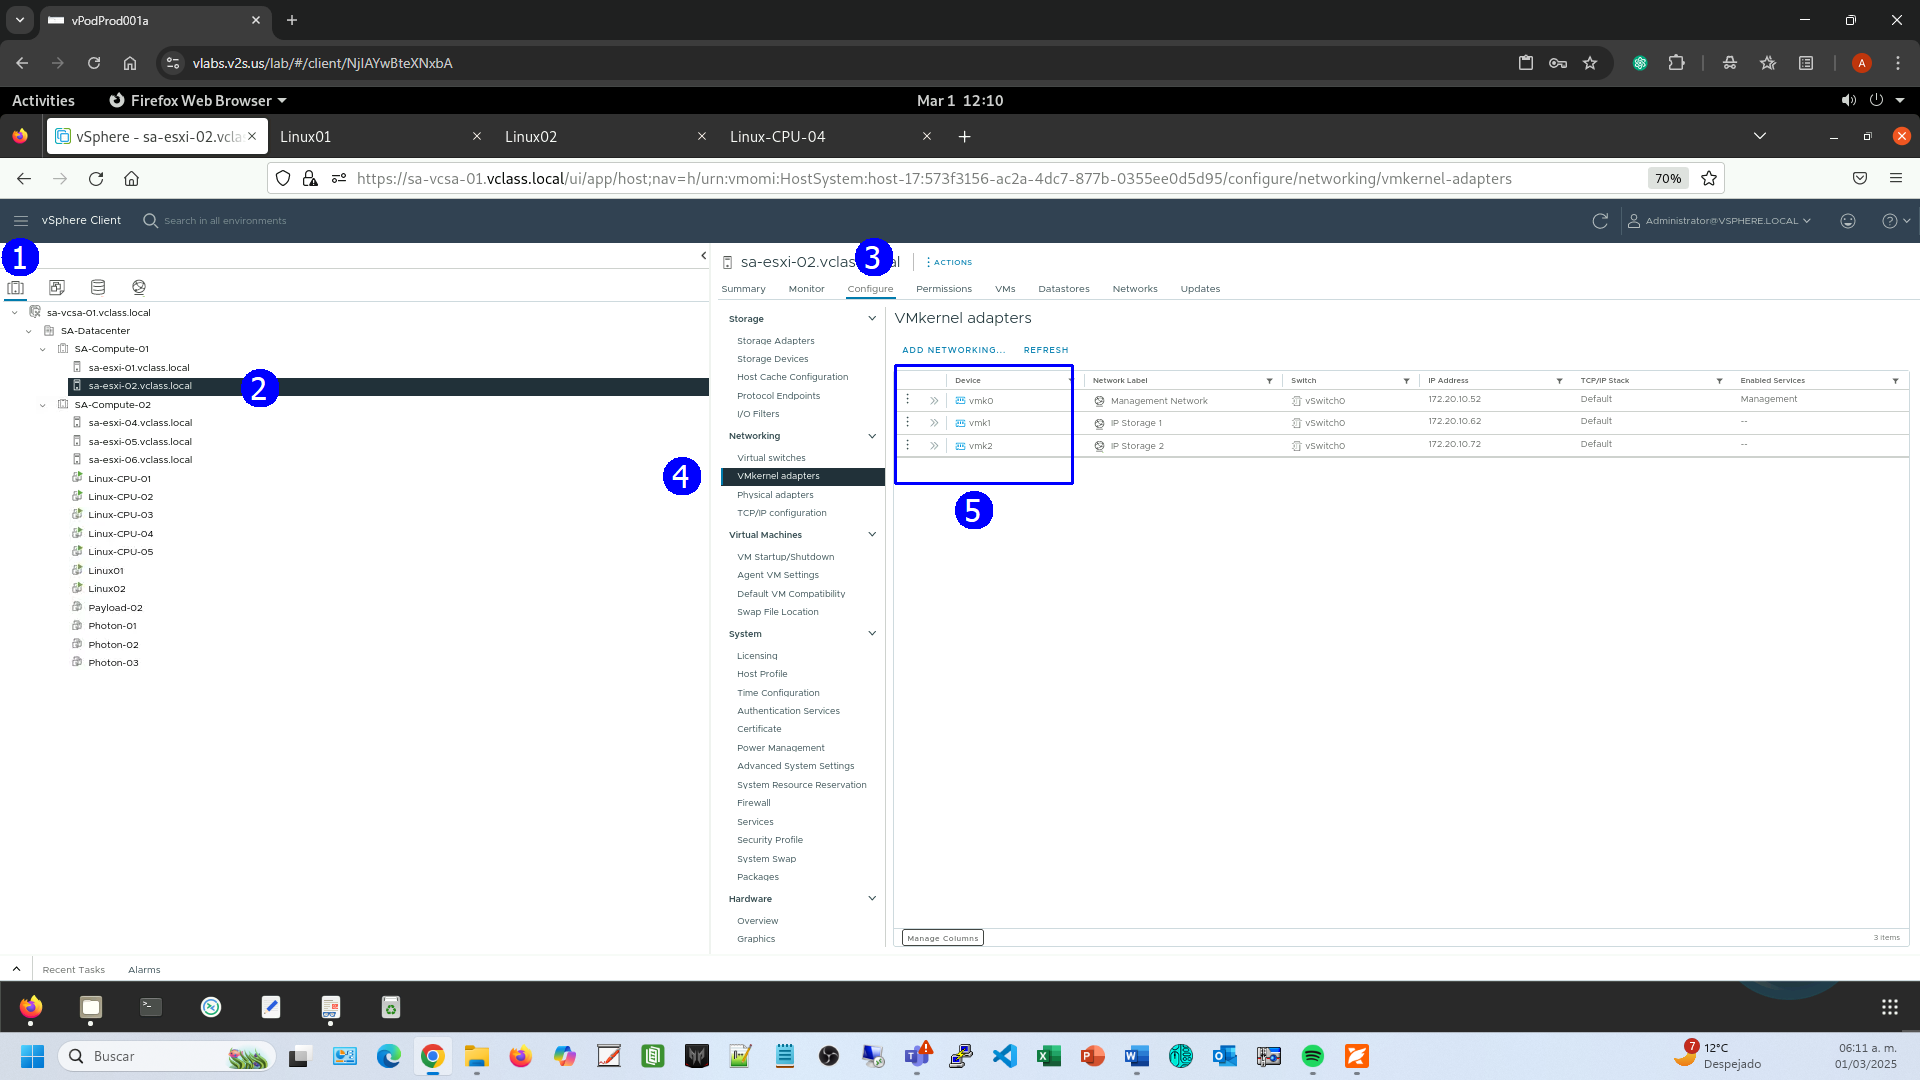 vPodProd001a
vlabs.v2s.us/lab/#/client/NjlAYwBteXNxbA
A
Activities
Firefox Web Browser
Mar 1 12:10
vSphere - sa-esxi-02.vcla
Linux01
Linux02
Linux-CPU-04
https://sa-vcsa-01.vclass.local/ui/app/host;nav=h/urn:vmomi:HostSystem:host-17:573f3156-ac2a-4dc7-877b-0355ee0d5d95/configure/networking/vmkernel-adapters
70%
vSphere Client
Search in all environments
Administrator@VSPHERE.LOCAL
1
sa-vcsa-01.vclass.local
SA-Datacenter
SA-Compute-01
sa-esxi-01.vclass.local
sa-esxi-02.vclass.local
2
SA-Compute-02
sa-esxi-04.vclass.local
sa-esxi-05.vclass.local
sa-esxi-06.vclass.local
Linux-CPU-01
Linux-CPU-02
Linux-CPU-03
Linux-CPU-04
Linux-CPU-05
Linux01
Linux02
Payload-02
Photon-01
Photon-02
Photon-03
sa-esxi-02.vclas
3
al
ACTIONS
Summary
Monitor
Configure
Permissions
VMs
Datastores
Networks
Updates
Storage
Storage Adapters
Storage Devices
Host Cache Configuration
Protocol Endpoints
I/O Filters
Networking
Virtual switches
4
VMkernel adapters
Physical adapters
TCP/IP configuration
Virtual Machines
VM Startup/Shutdown
Agent VM Settings
Default VM Compatibility
Swap File Location
System
Licensing
Host Profile
Time Configuration
Authentication Services
Certificate
Power Management
Advanced System Settings
System Resource Reservation
Firewall
Services
Security Profile
System Swap
Packages
Hardware
Overview
Graphics
VMkernel adapters
ADD NETWORKING...
REFRESH
Device Network Label Switch IP Address TCP/IP Stack Enabled Services
vmk0 Management Network vSwitch0 172.20.10.52 Default Management
vmk1 IP Storage 1 vSwitch0 172.20.10.62 Default --
vmk2 IP Storage 2 vSwitch0 172.20.10.72 Default --
5
Manage Columns
3 items
Recent Tasks
Alarms
Buscar
7
12°C
Despejado
06:11 a. m.
01/03/2025